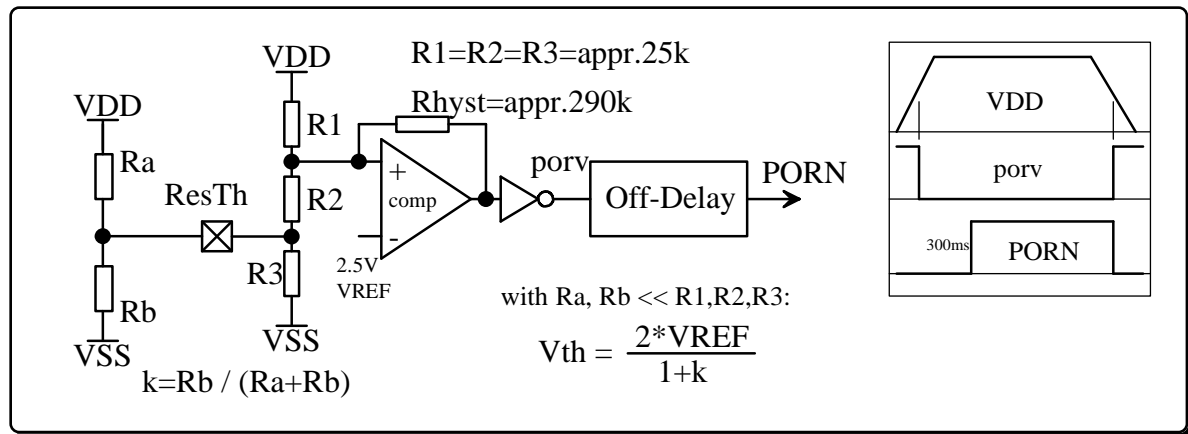 VDD
R1=R2=R3=appr.25k
Rhyst=appr.290k
VDD
R1
Ra
ResTh
R2
+
comp
-
porv
Off-Delay
PORN
R3
2.5V
VREF
Rb
VSS
VSS
k=Rb / (Ra+Rb)
with Ra, Rb << R1,R2,R3:
Vth = 2*VREF
1+k
VDD
porv
300ms
PORN